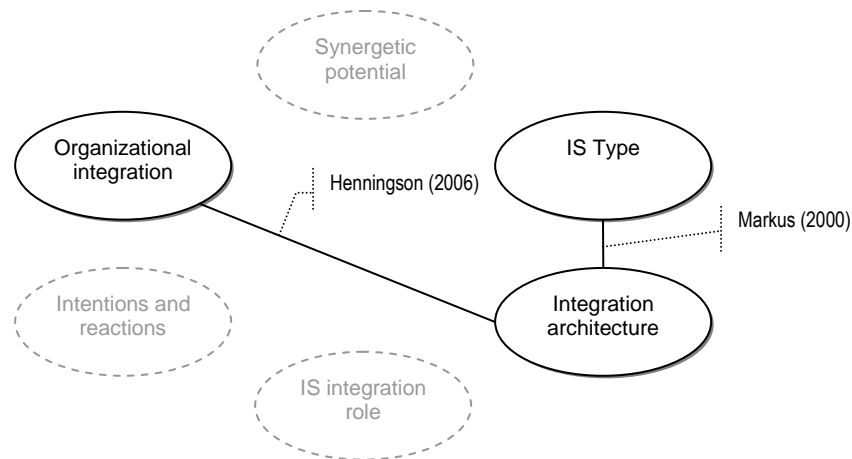 Synergetic
potential
Organizational
integration
IS Type
Henningson (2006)
Markus (2000)
Intentions and
reactions
Integration
architecture
IS integration
role